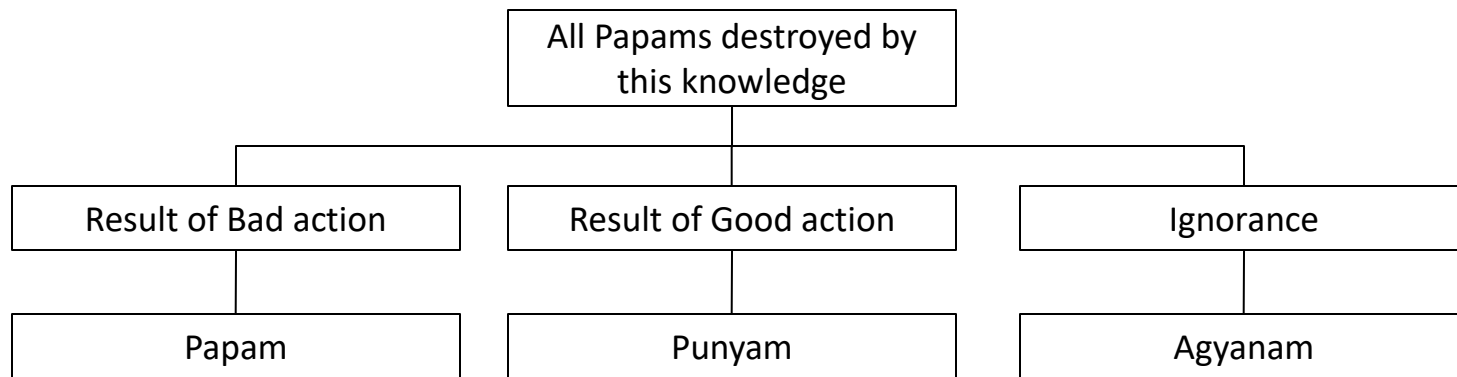 All Papams destroyed by
this knowledge
Result of Bad action
Result of Good action
Ignorance
Papam
Punyam
Agyanam